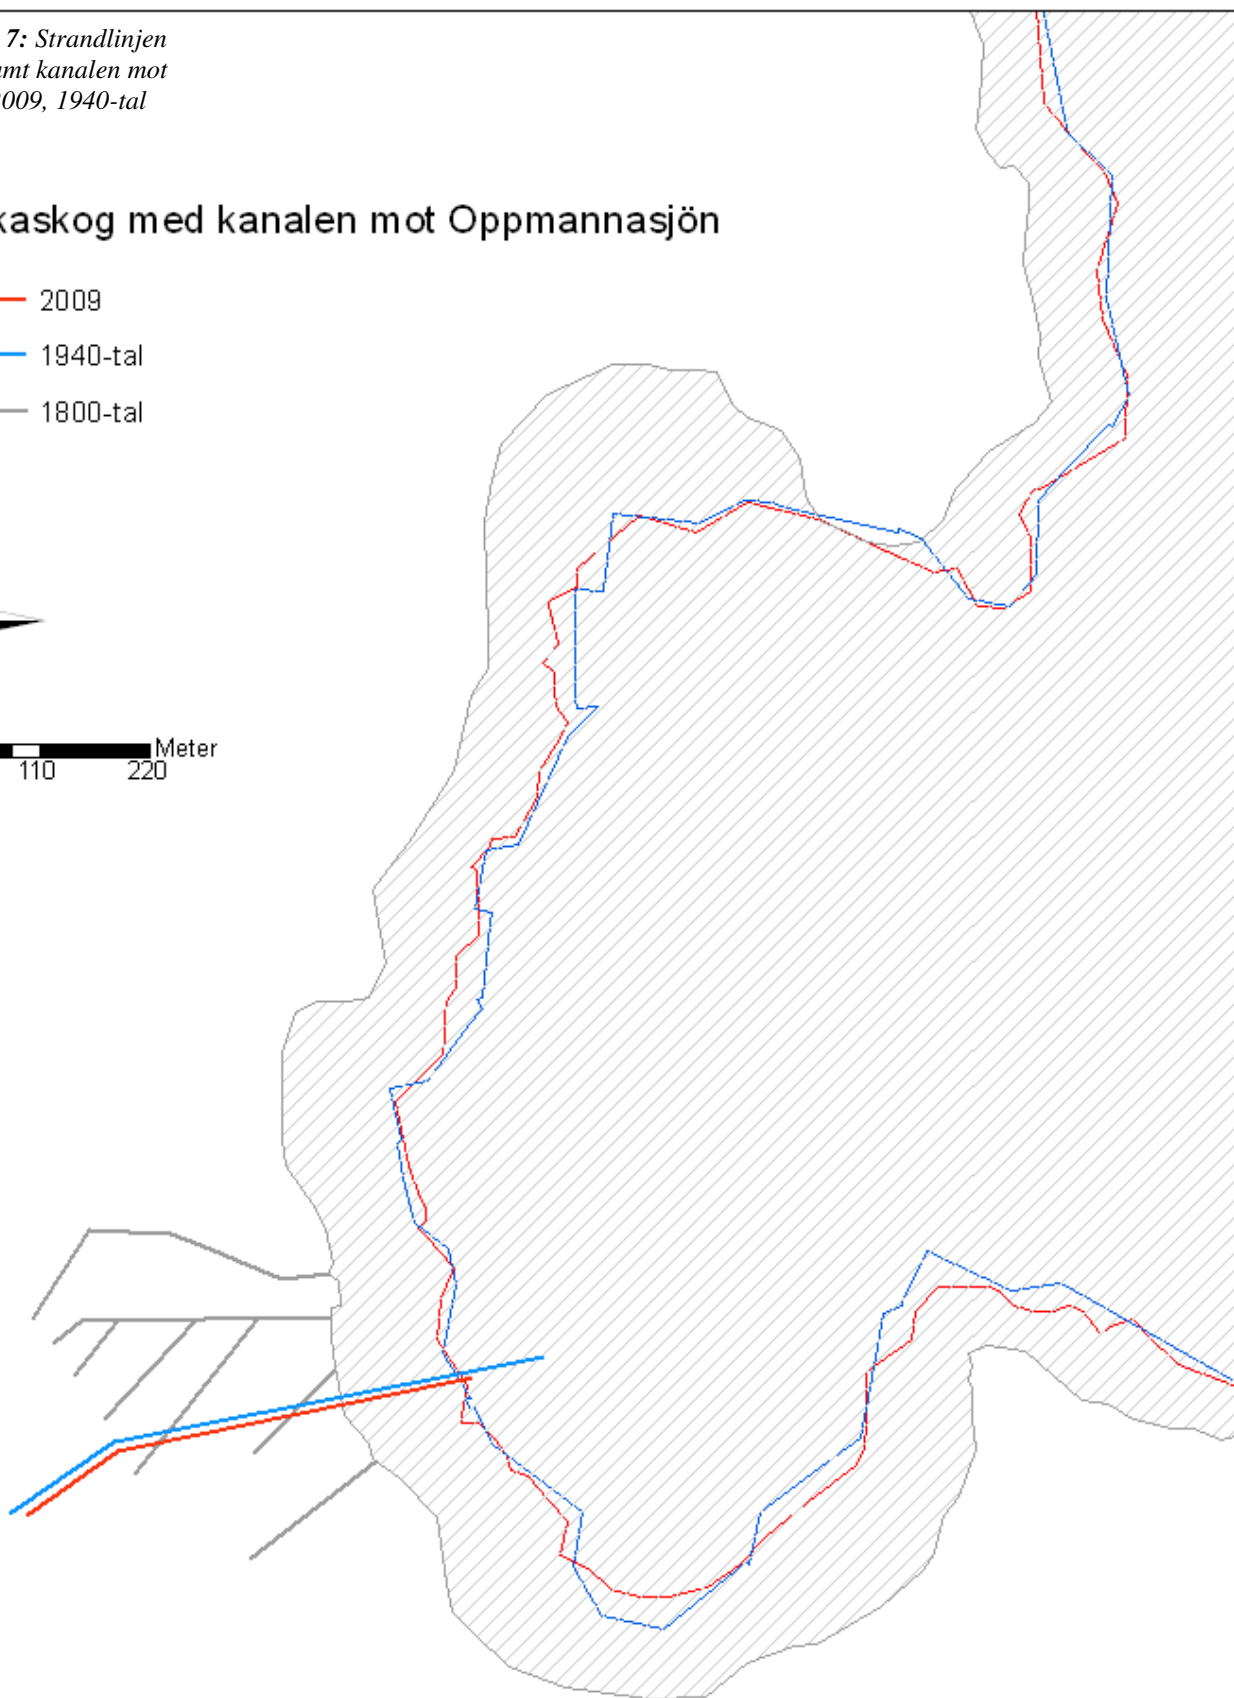 7: Strandlinjen
mt kanalen mot
2009, 1940-tal
kaskog med kanalen mot Oppmannasjön
2009
1940-tal
1800-tal
Meter
110
220